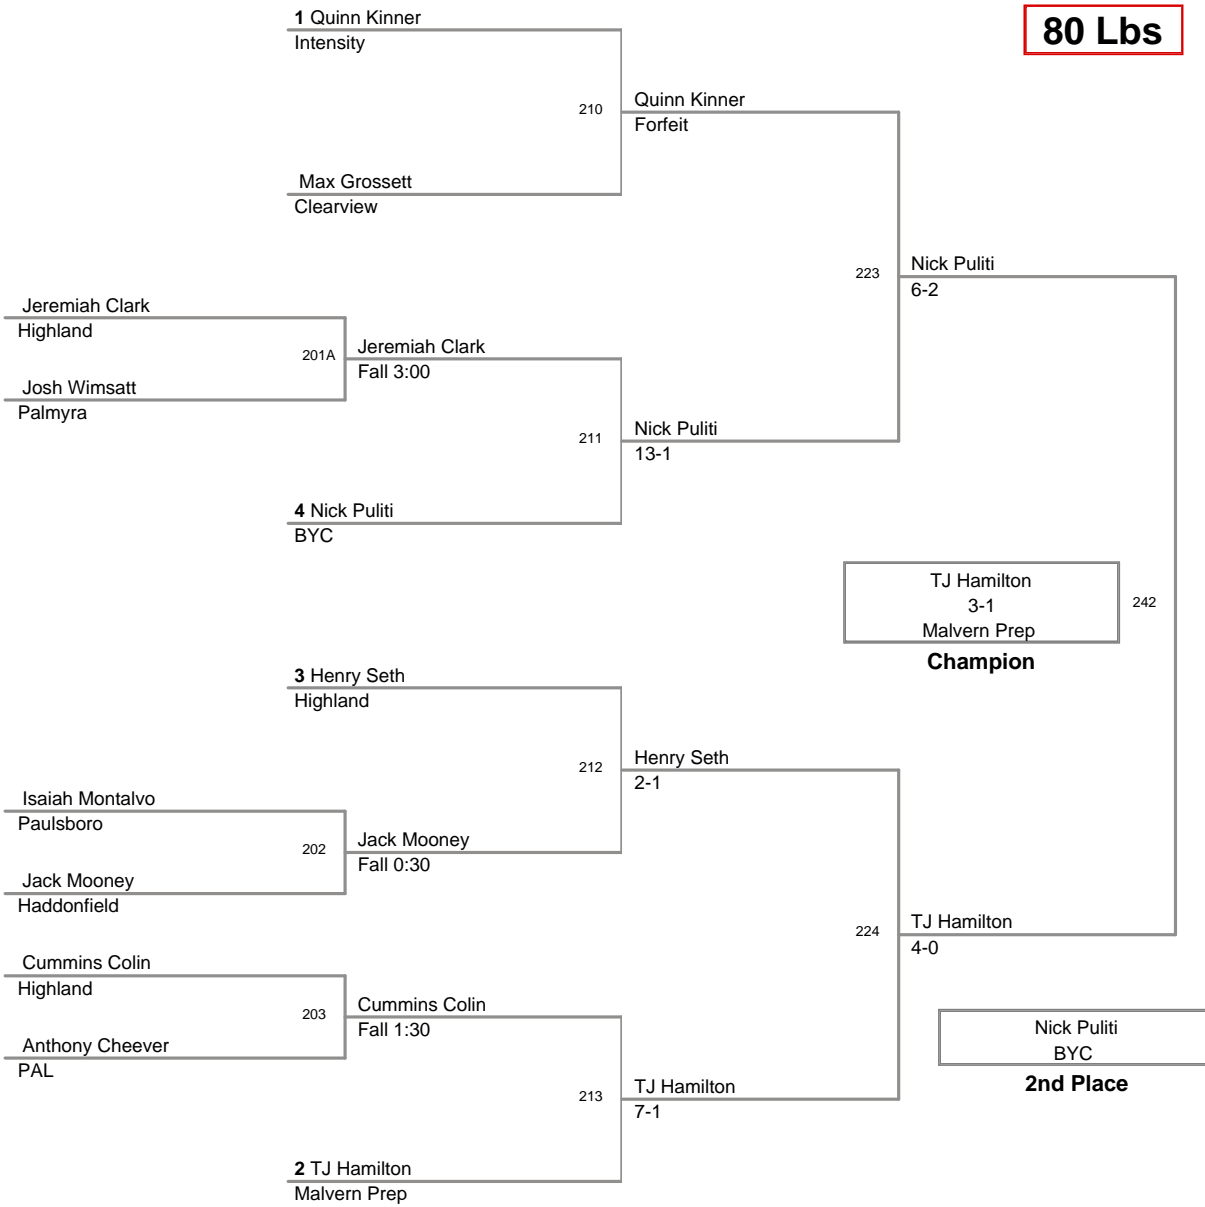 1 Quinn Kinner
Intensity
80 Lbs
210
Quinn Kinner
Forfeit
Max Grossett
Clearview
223
Nick Puliti
6-2
Jeremiah Clark
Highland
201A
Jeremiah Clark
Fall 3:00
Josh Wimsatt
Palmyra
211
Nick Puliti
13-1
4 Nick Puliti
BYC
TJ Hamilton
3-1
Malvern Prep
242
Champion
3 Henry Seth
Highland
212
Henry Seth
2-1
Isaiah Montalvo
Paulsboro
202
Jack Mooney
Fall 0:30
Jack Mooney
Haddonfield
224
TJ Hamilton
4-0
Cummins Colin
Highland
203
Cummins Colin
Fall 1:30
Anthony Cheever
PAL
Nick Puliti
BYC
2nd Place
213
TJ Hamilton
7-1
2 TJ Hamilton
Malvern Prep